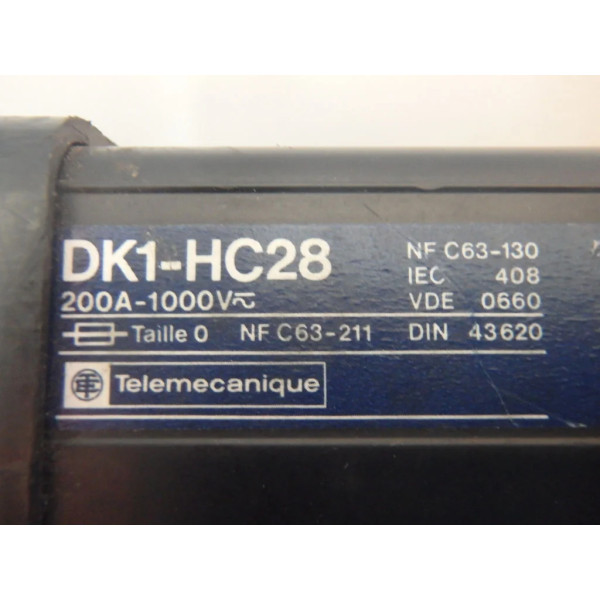 DK1-HC28
NF C63-130
IEC 408
200A-1000V⎓~
VDE 0660
Taille 0 NF C63-211 DIN 43620
TE Telemecanique